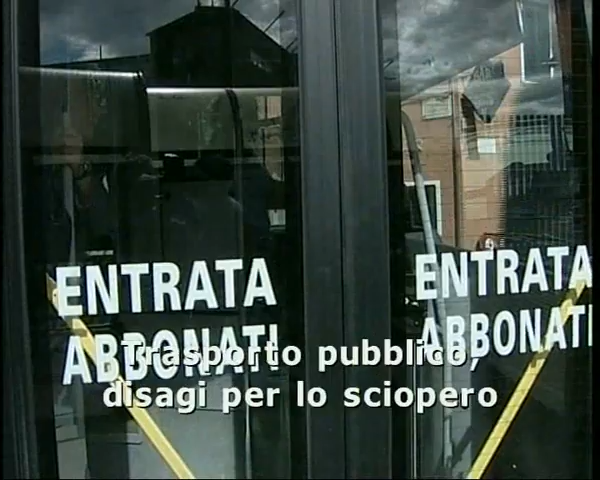 ENTRATA
ABBONATI
ENTRATA
ABBONATI
Trasporto pubblico,
disagi per lo sciopero